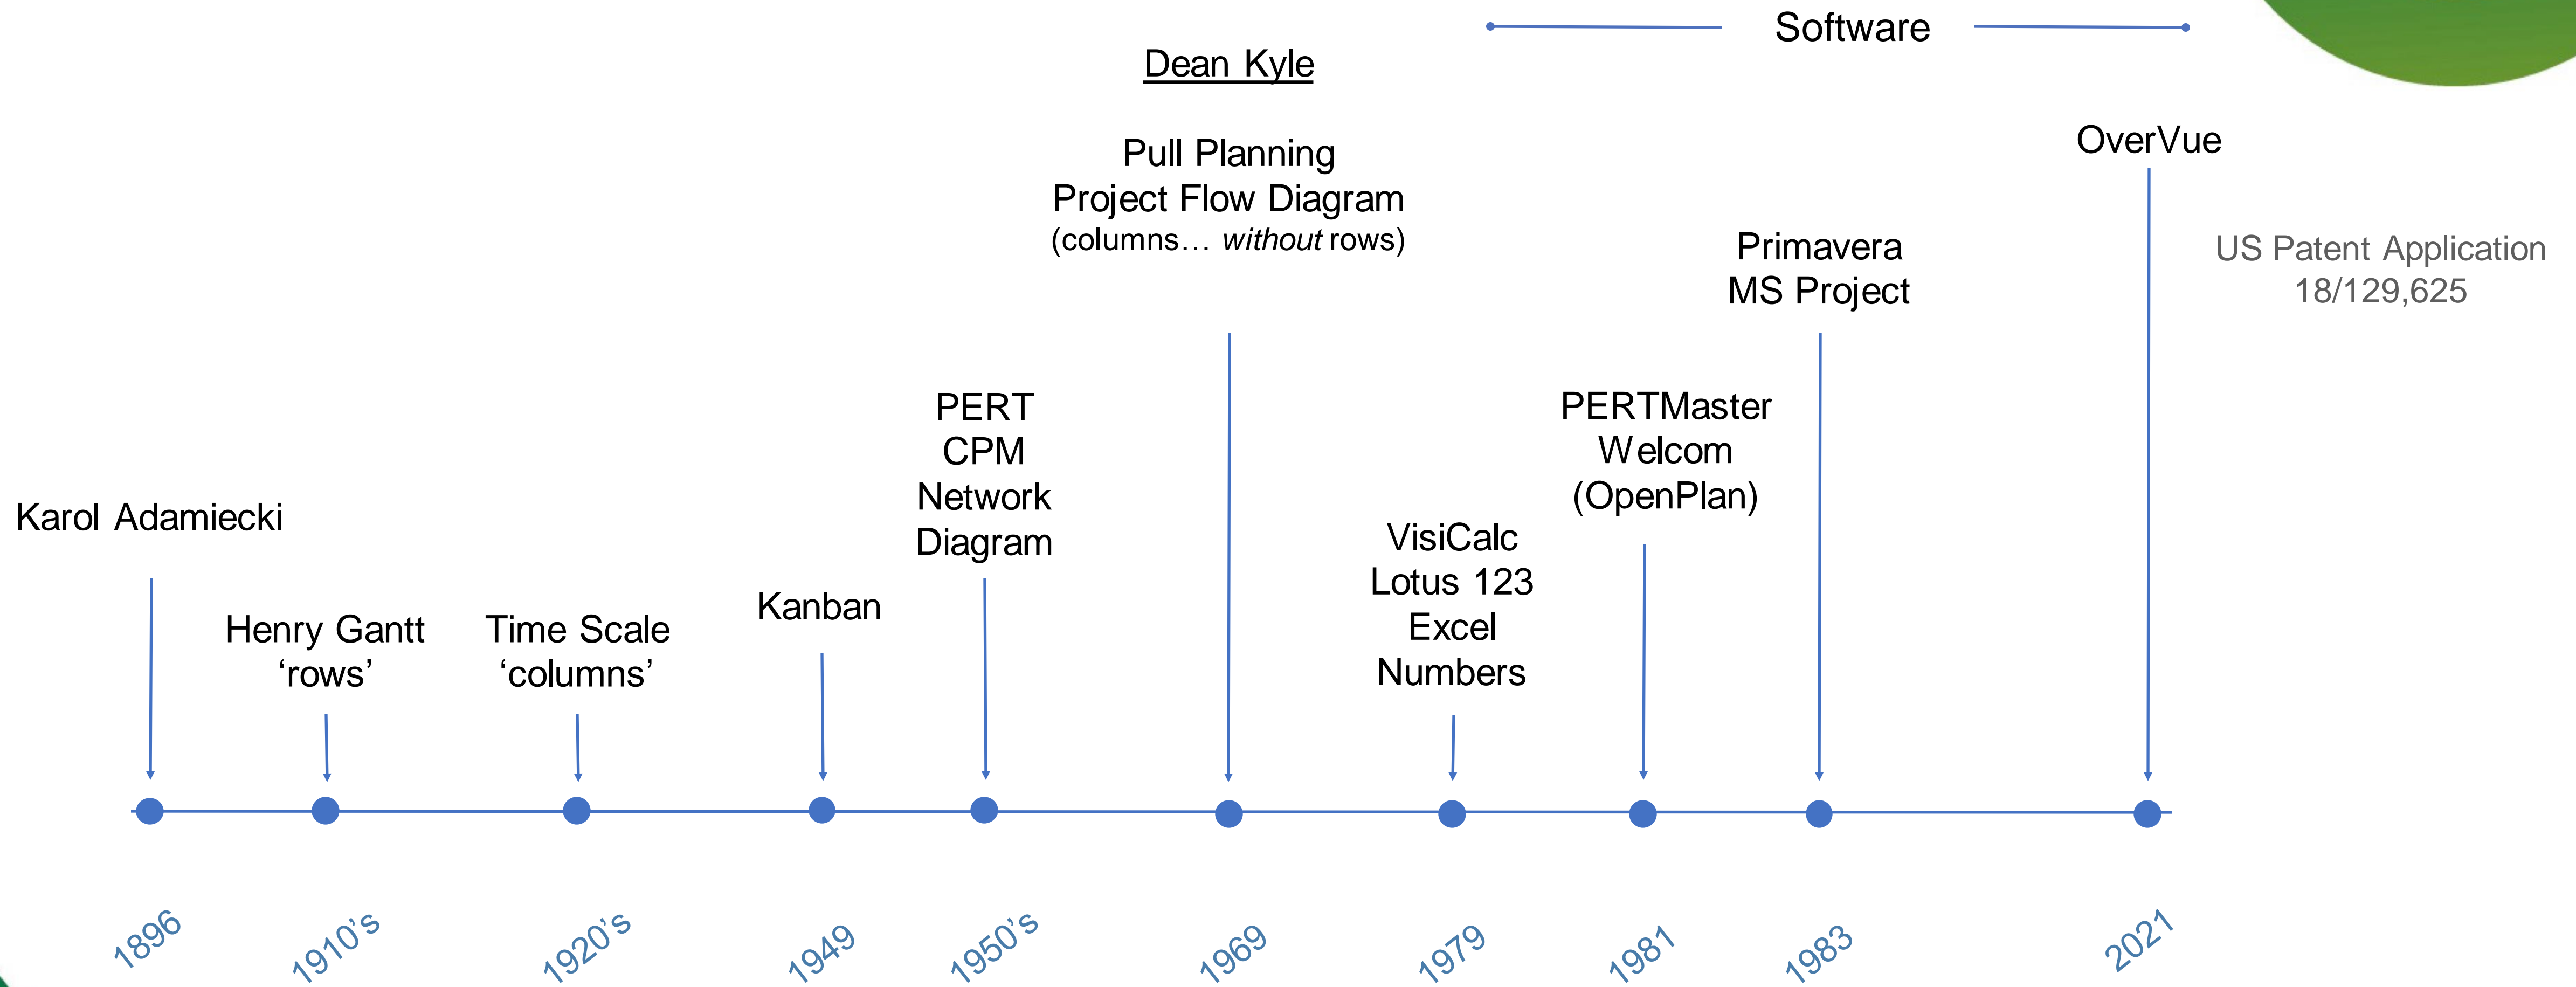 Software
Dean Kyle
Pull Planning
Project Flow Diagram
(columns… without rows)
OverVue
US Patent Application
18/129,625
Primavera
MS Project
PERT
CPM
Network
Diagram
PERTMaster
Welcom
(OpenPlan)
Karol Adamiecki
VisiCalc
Lotus 123
Excel
Numbers
Kanban
Henry Gantt
‘rows’
Time Scale
‘columns’
1896
1910’s
1920’s
1949
1950’s
1969
1979
1981
1983
2021